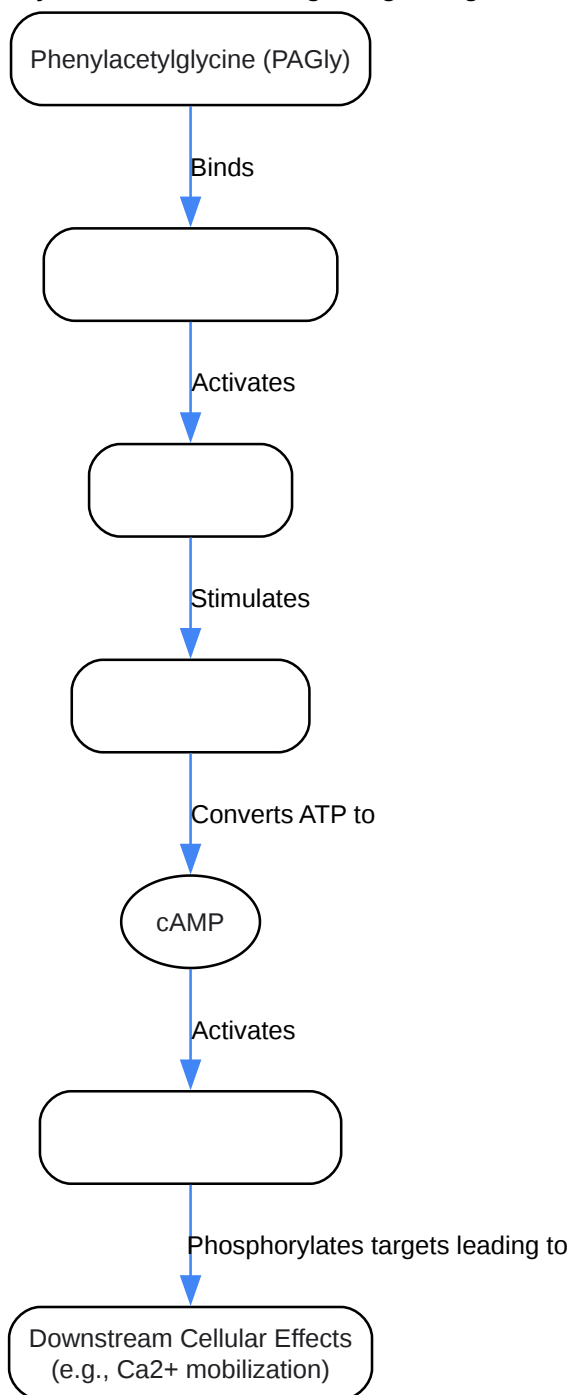 Phenylacetylglycine (PAGly)
Binds
Activates
Stimulates
Converts ATP to
cAMP
Activates
Phosphorylates targets leading to
Downstream Cellular Effects
(e.g., Ca2+ mobilization)